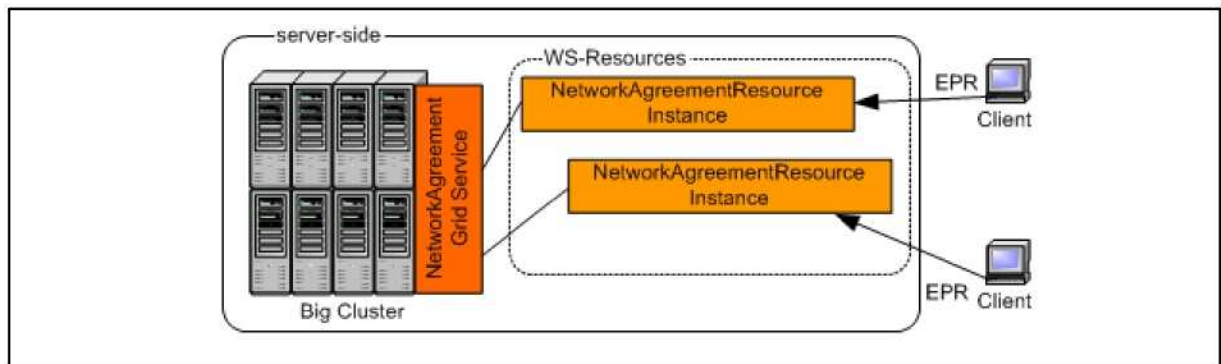 server-side
WS-Resources
NetworkAgreementResource
Instance
EPR
Client
NetworkAgreementResource
Instance
NetworkAgreement
Grid Service
EPR
Client
Big Cluster